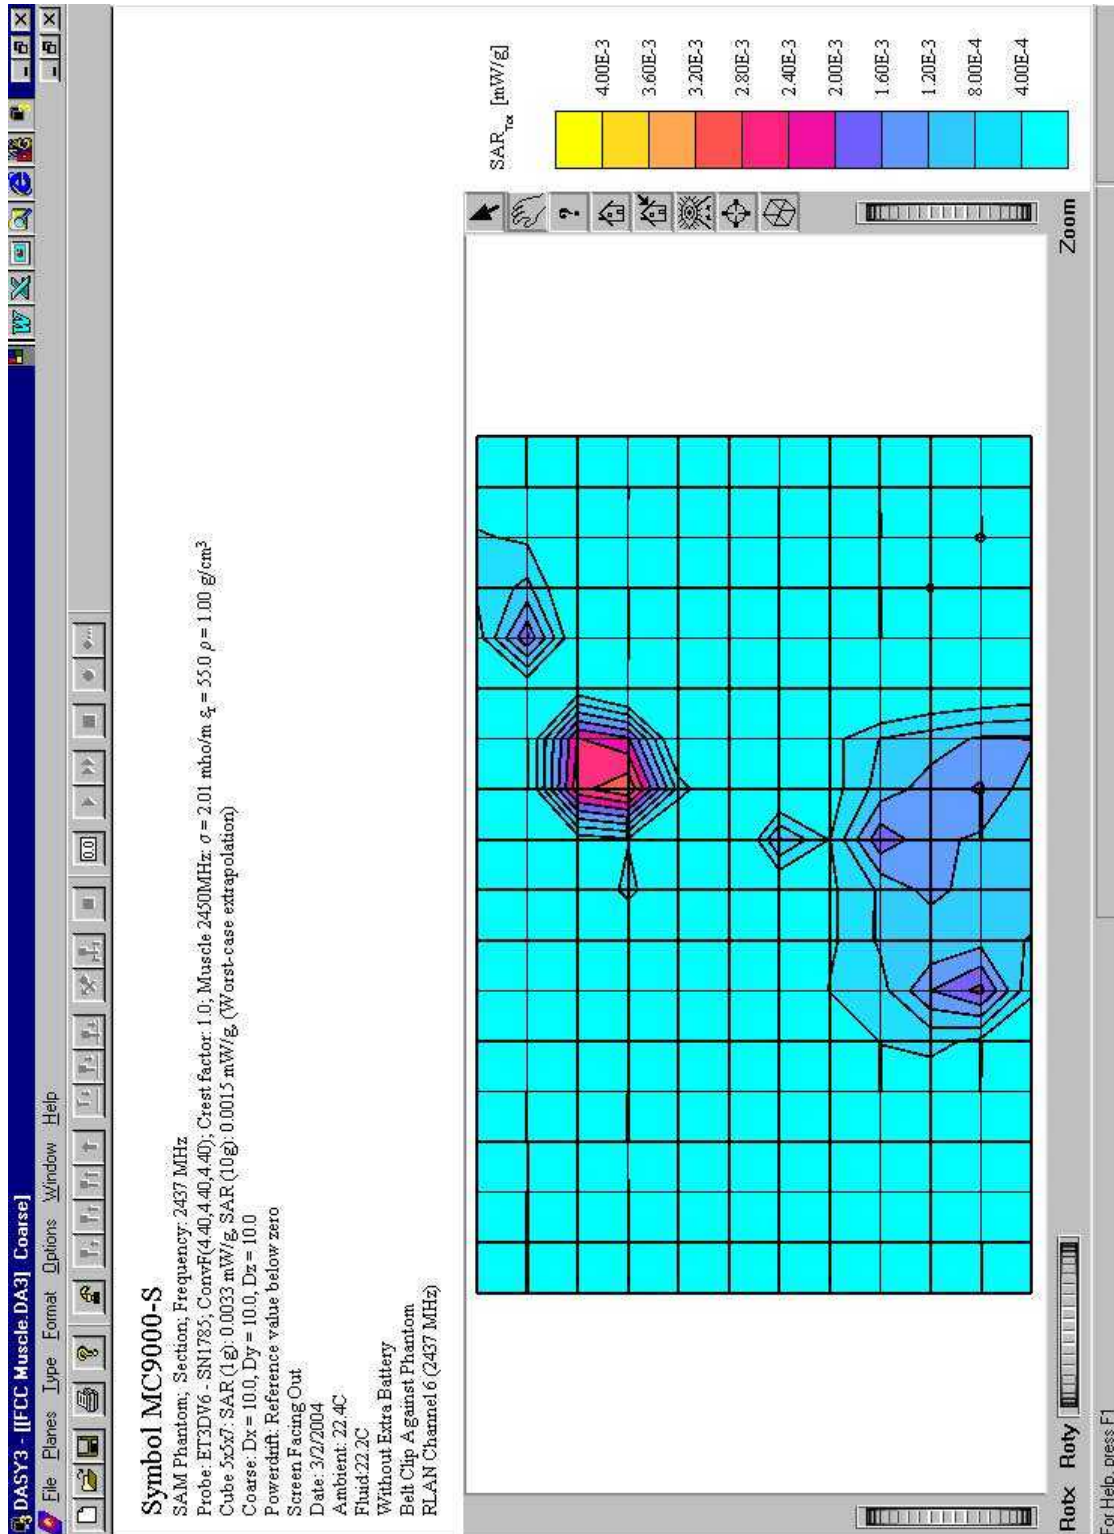 DASY3 - [[FCC Muscle.DA3] Coarse]
File Planes Type Format Options Window Help
0.0
Symbol MC9000-S
SAM Phantom; Section; Frequency: 2437 MHz
Probe: ET3DV6 - SN1785; ConvF(4.40,4.40,4.40); Crest factor: 1.0; Muscle 2450MHz: σ = 2.01 mho/m εr = 55.0 ρ = 1.00 g/cm³
Cube 5x5x7: SAR (1g): 0.0033 mW/g, SAR (10g): 0.0015 mW/g, (Worst-case extrapolation)
Coarse: Dx = 10.0, Dy = 10.0, Dz = 10.0
Powerdrift: Reference value below zero
Screen Facing Out
Date: 3/2/2004
Ambient: 22.4C
Fluid:22.2C
Without Extra Battery
Belt Clip Against Phantom
RLAN Channel 6 (2437 MHz)
SAR Tot [mW/g]
4.00E-3
3.60E-3
3.20E-3
2.80E-3
2.40E-3
2.00E-3
1.60E-3
1.20E-3
8.00E-4
4.00E-4
Rotx Roty Zoom
For Help, press F1